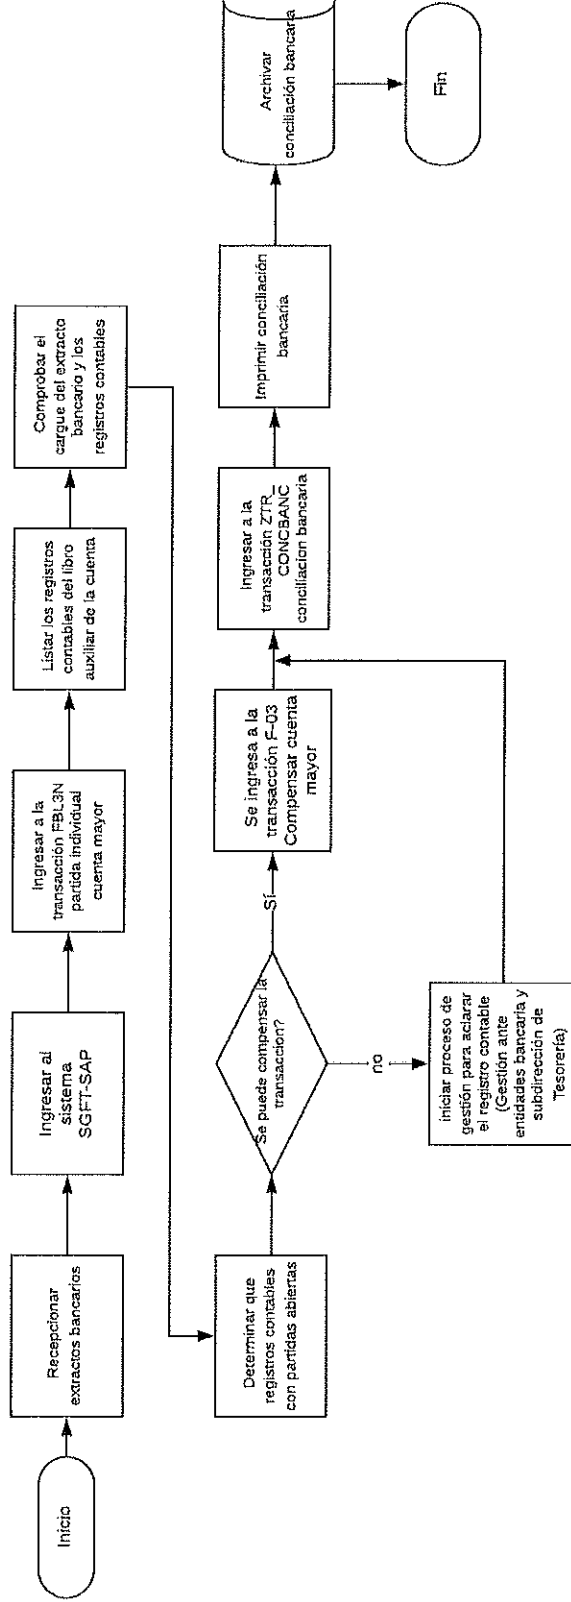 Inicio
Recepcionar
extractos bancarios
Ingresar al
sistema
SGFT-SAP
Ingresar a la
transacción FBL3N
partida individual
cuenta mayor
Listar los registros
contables del libro
auxiliar de la cuenta
Comprobar el
cargue del extracto
bancario y los
registros contables
Determinar que
registros contables
con partidas abiertas
Se puede compensar la
transaccion?
Sí
no
Se ingresa a la
transacción F-03
Compensar cuenta
mayor
iniciar proceso de
gestión para aclarar
el registro contable
(Gestión ante
entidades bancaria y
subdirección de
Tesorería)
Ingresar a la
transacción ZTR_
CONCBANC
conciliacion bancaria
Imprimir conciliación
bancaria
Archivar
conciliación bancaria
Fin